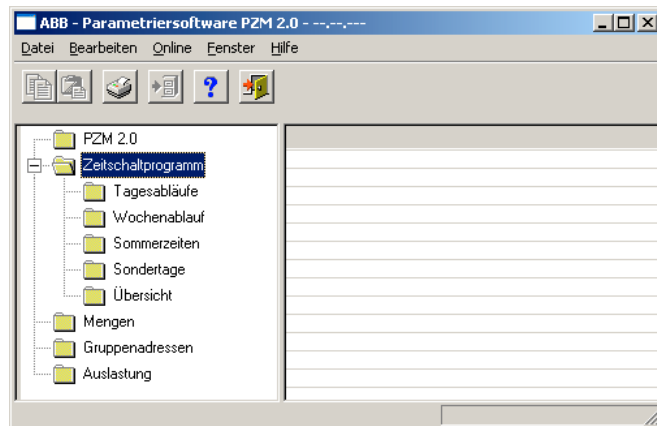 ABB - Parametriersoftware PZM 2.0 - --.--.---
Datei Bearbeiten Online Fenster Hilfe
PZM 2.0
Zeitschaltprogramm
Tagesabläufe
Wochenablauf
Sommerzeiten
Sondertage
Übersicht
Mengen
Gruppenadressen
Auslastung